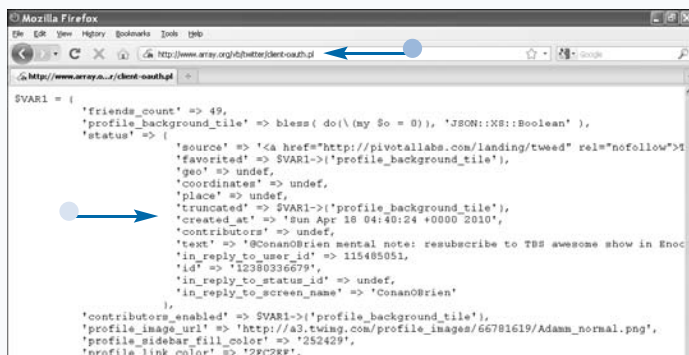 Mozilla Firefox
File Edit View History Bookmarks Tools Help
http://www.array.org/vb/twitter/client-oauth.pl
Google
http://www.array.o...r/client-oauth.pl
$VAR1 = {
'friends_count' => 49,
'profile_background_tile' => bless( do{\(my $o = 0)}, 'JSON::XS::Boolean' ),
'status' => {
'source' => '<a href="http://pivotallabs.com/landing/tweed" rel="nofollow">T
'favorited' => $VAR1->{'profile_background_tile'},
'geo' => undef,
'coordinates' => undef,
'place' => undef,
'truncated' => $VAR1->{'profile_background_tile'},
'created_at' => 'Sun Apr 18 04:40:24 +0000 2010',
'contributors' => undef,
'text' => '@ConanOBrien mental note: resubscribe to TBS awesome show in Enoc
'in_reply_to_user_id' => 115485051,
'id' => '12380336679',
'in_reply_to_status_id' => undef,
'in_reply_to_screen_name' => 'ConanOBrien'
},
'contributors_enabled' => $VAR1->{'profile_background_tile'},
'profile_image_url' => 'http://a3.twimg.com/profile_images/66781619/Adamm_normal.png',
'profile_sidebar_fill_color' => '252429',
'profile_link_color' => '2FC2EF',